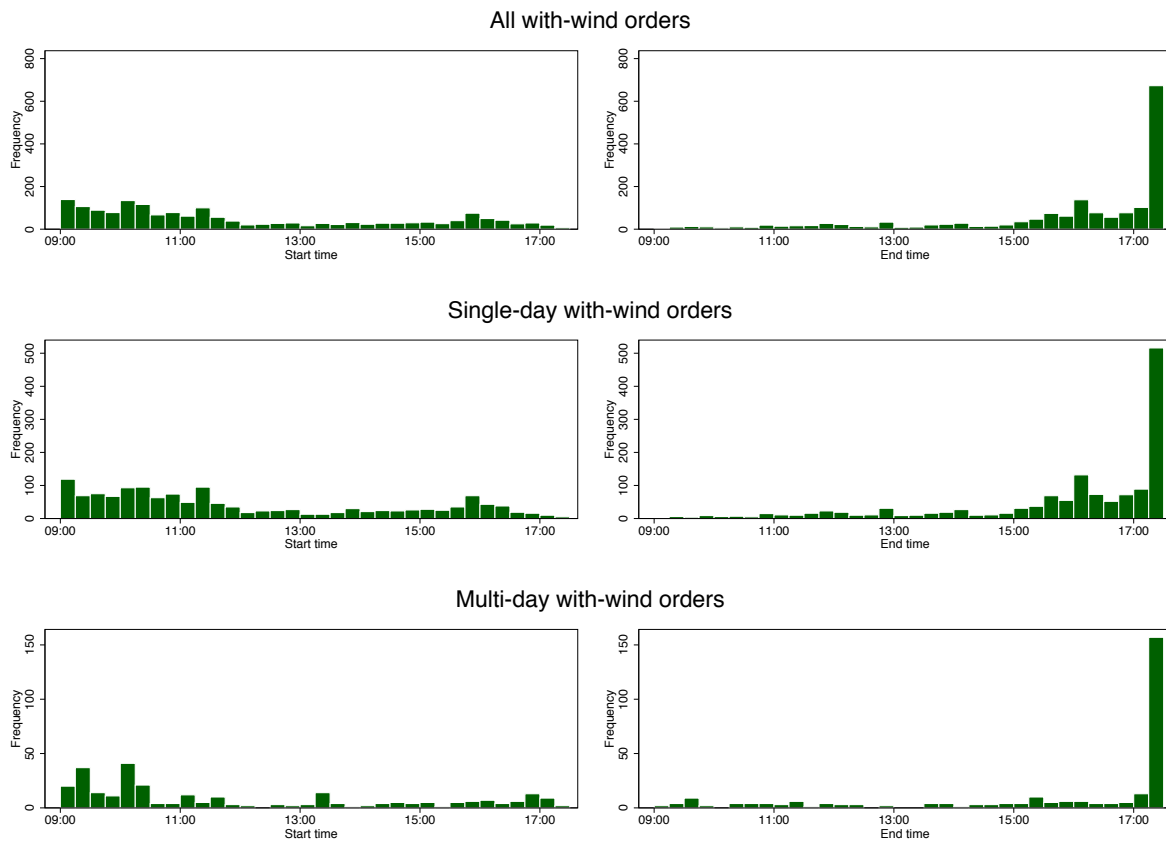 All with-wind orders
Frequency
0 200 400 600 800
09:00 11:00 13:00 15:00 17:00
Start time
Frequency
0 200 400 600 800
09:00 11:00 13:00 15:00 17:00
End time
Single-day with-wind orders
Frequency
0 100 200 300 400 500
09:00 11:00 13:00 15:00 17:00
Start time
Frequency
0 100 200 300 400 500
09:00 11:00 13:00 15:00 17:00
End time
Multi-day with-wind orders
Frequency
0 50 100 150
09:00 11:00 13:00 15:00 17:00
Start time
Frequency
0 50 100 150
09:00 11:00 13:00 15:00 17:00
End time